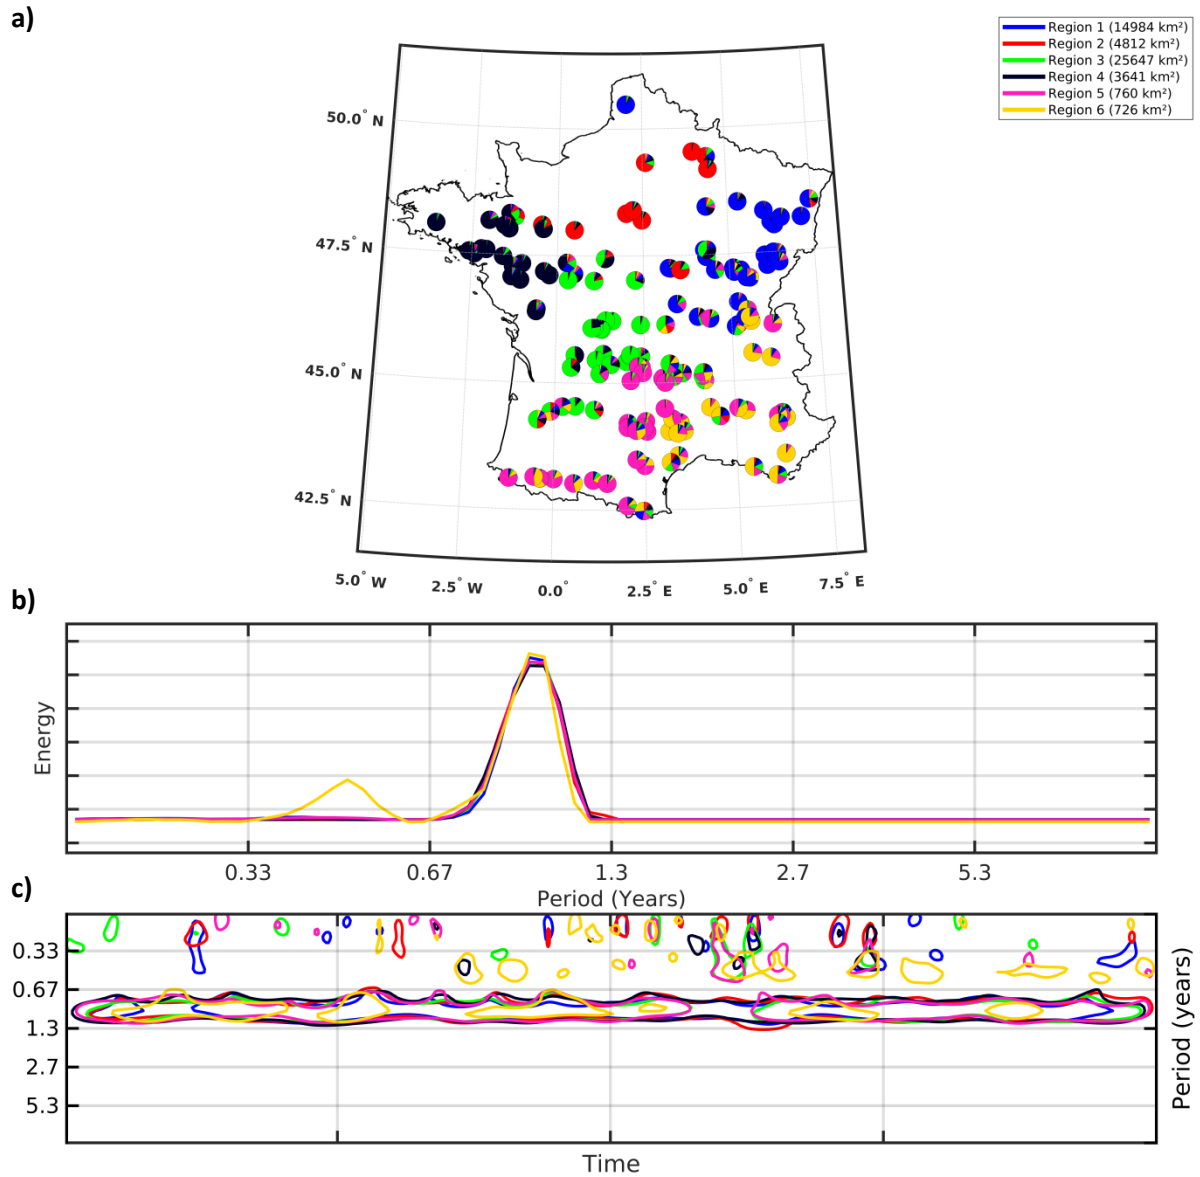 a)
Region 1 (14984 km²)
Region 2 (4812 km²)
Region 3 (25647 km²)
Region 4 (3641 km²)
Region 5 (760 km²)
Region 6 (726 km²)
50.0° N
47.5° N
45.0° N
42.5° N
5.0° W
2.5° W
0.0°
2.5° E
5.0° E
7.5° E
b)
Energy
0.33
0.67
1.3
2.7
5.3
Period (Years)
c)
0.33
0.67
1.3
2.7
5.3
Period (years)
Time